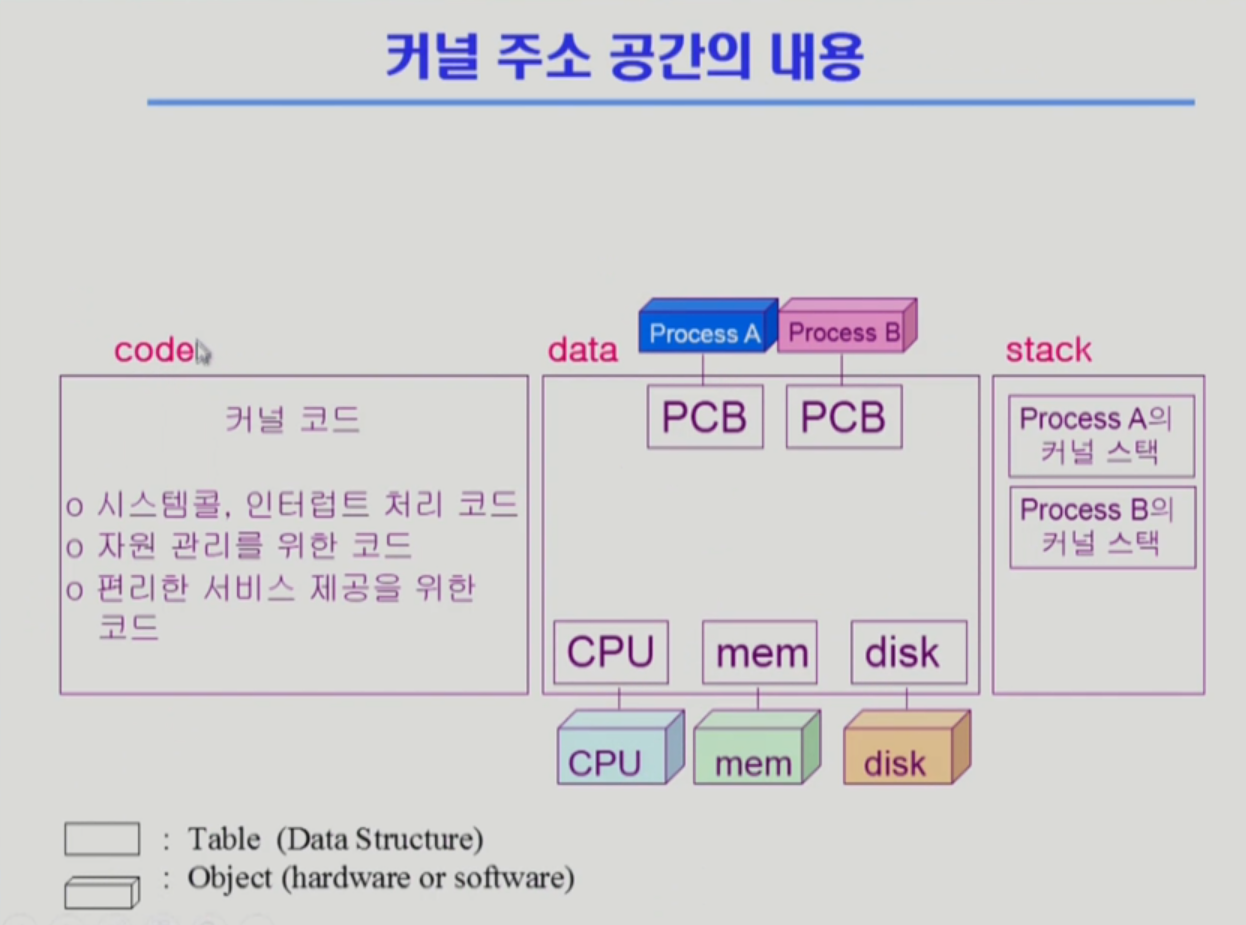 커널 주소 공간의 내용
code
커널 코드
o 시스템콜, 인터럽트 처리 코드
o 자원 관리를 위한 코드
o 편리한 서비스 제공을 위한
코드
data
Process A
Process B
PCB
PCB
CPU
mem
disk
CPU
mem
disk
stack
Process A의
커널 스택
Process B의
커널 스택
: Table (Data Structure)
: Object (hardware or software)